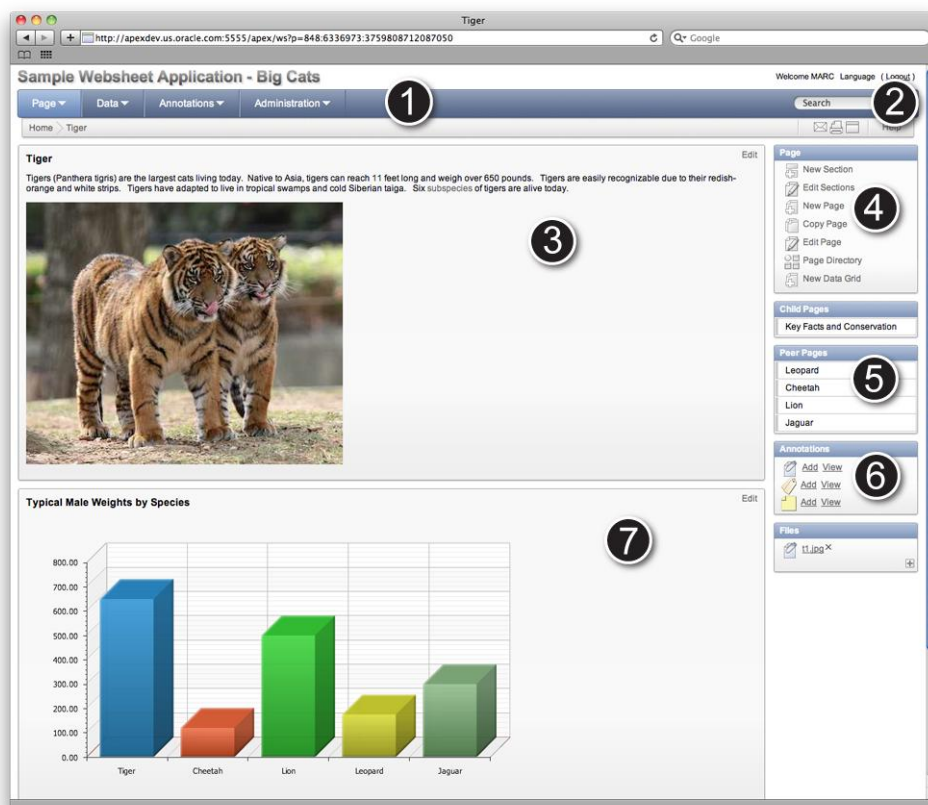 Tiger
http://apexdev.us.oracle.com:5555/apex/ws?p=848:6336973:3759808712087050
Google
Sample Websheet Application - Big Cats
Welcome MARC Language ( Logout )
Page Data Annotations Administration
1
Search
2
Home Tiger
Help
Tiger
Edit
Tigers (Panthera tigris) are the largest cats living today. Native to Asia, tigers can reach 11 feet long and weigh over 650 pounds. Tigers are easily recognizable due to their redish-
orange and white strips. Tigers have adapted to live in tropical swamps and cold Siberian taiga. Six subspecies of tigers are alive today.
3
Page
New Section
Edit Sections
New Page
Copy Page
Edit Page
Page Directory
New Data Grid
4
Child Pages
Key Facts and Conservation
Peer Pages
Leopard
Cheetah
Lion
Jaguar
5
Annotations
Add View
Add View
Add View
6
Files
t1.jpg
Typical Male Weights by Species
Edit
7
800.00
700.00
600.00
500.00
400.00
300.00
200.00
100.00
0.00
Tiger Cheetah Lion Leopard Jaguar